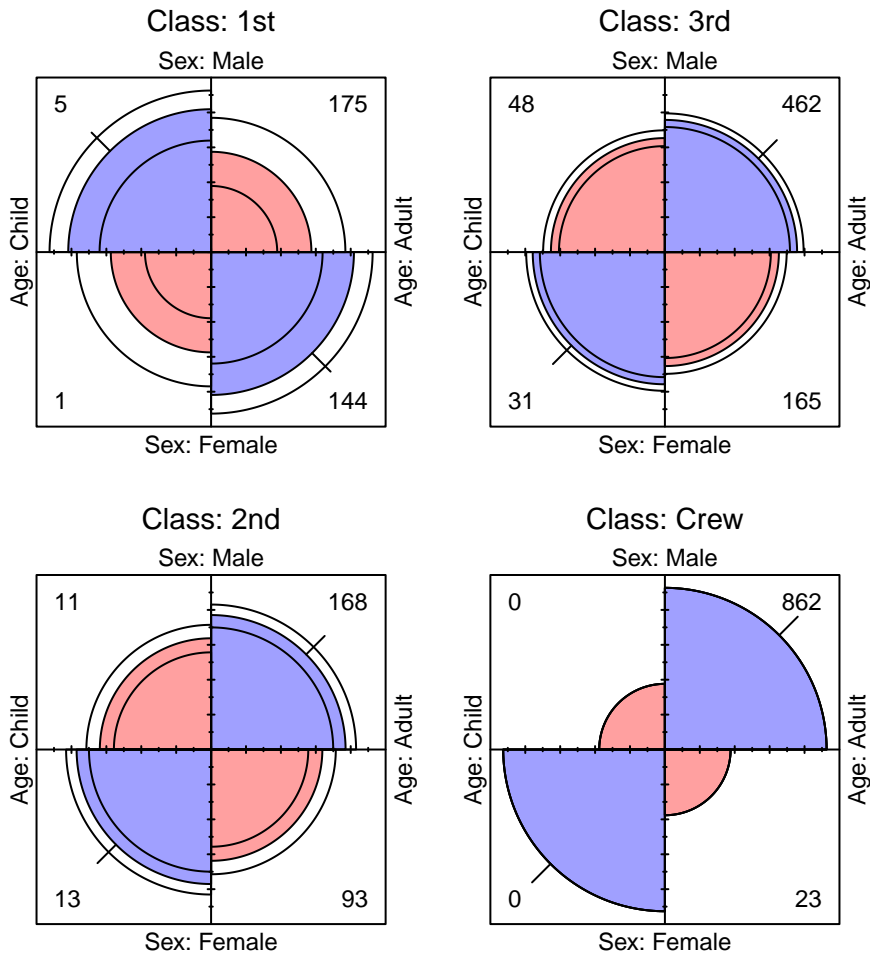 Class: 1st
Sex: Male
5
175
Age: Child
Age: Adult
1
144
Sex: Female
Class: 3rd
Sex: Male
48
462
Age: Child
Age: Adult
31
165
Sex: Female
Class: 2nd
Sex: Male
11
168
Age: Child
Age: Adult
13
93
Sex: Female
Class: Crew
Sex: Male
0
862
Age: Child
Age: Adult
0
23
Sex: Female